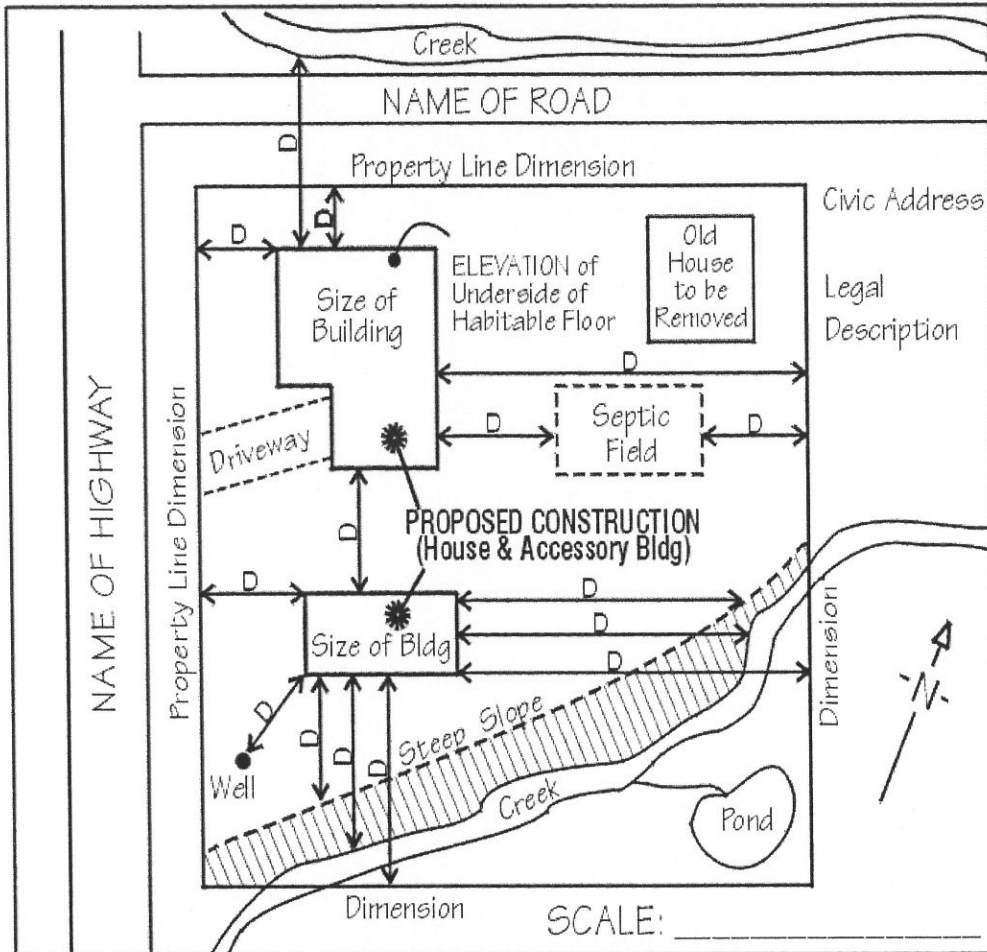 Creek
NAME OF ROAD
D
Property Line Dimension
Civic Address
D
D
Old
House
to be
Removed
ELEVATION of
Underside of
Habitable Floor
Size of
Building
Legal
Description
D
D
Septic
Field
D
Driveway
NAME OF HIGHWAY
Property Line Dimension
PROPOSED CONSTRUCTION
(House & Accessory Bldg)
D
D
D
D
D
Size of Bldg
Dimension
N
D
D
D
D
Steep Slope
Well
Creek
Pond
Dimension
SCALE: